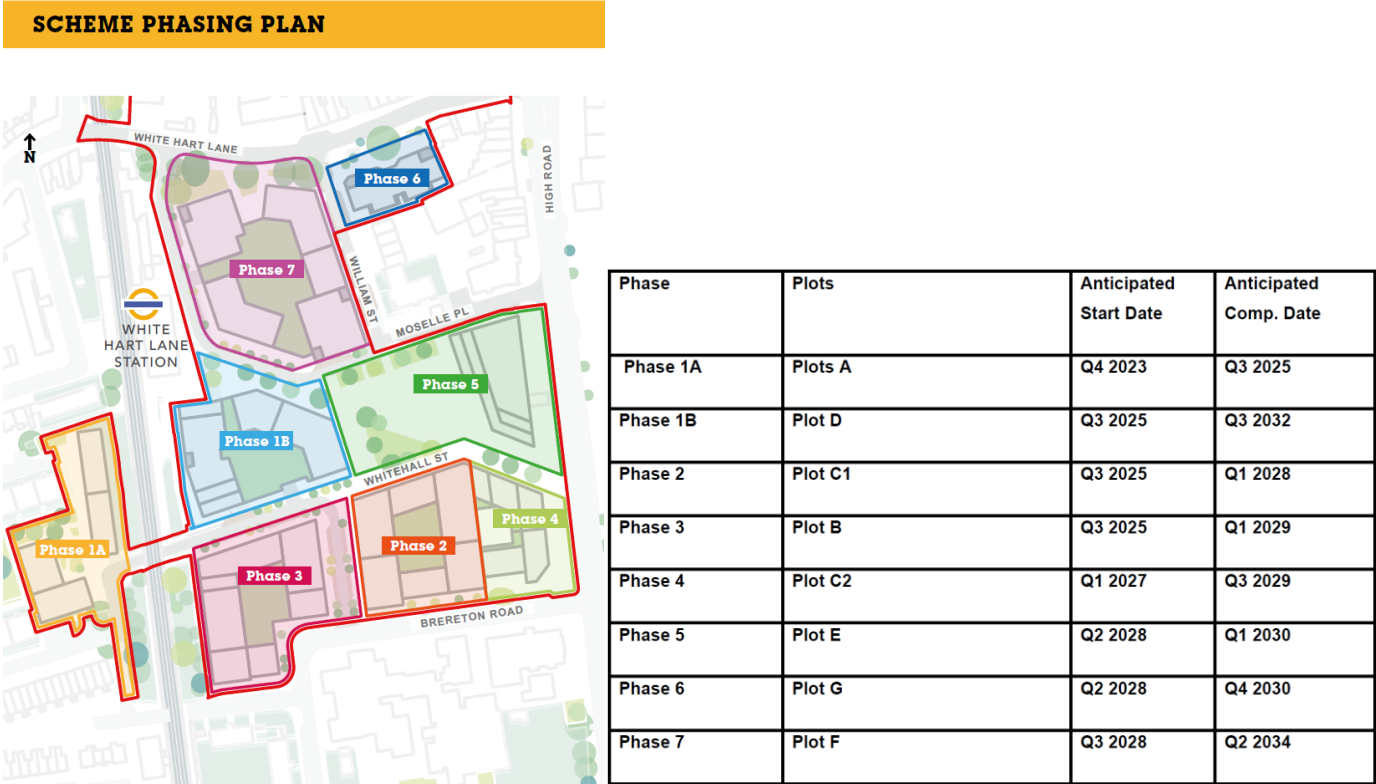 SCHEME PHASING PLAN
N
WHITE HART LANE
Phase 6
HIGH ROAD
Phase 7
WILLIAM ST
WHITE
HART LANE
STATION
MOSELLE PL
Phase 5
Phase 1B
WHITEHALL ST
Phase 4
Phase 1A
Phase 2
Phase 3
BRERETON ROAD
Phase Plots Anticipated Start Date Anticipated Comp. Date
Phase 1A Plots A Q4 2023 Q3 2025
Phase 1B Plot D Q3 2025 Q3 2032
Phase 2 Plot C1 Q3 2025 Q1 2028
Phase 3 Plot B Q3 2025 Q1 2029
Phase 4 Plot C2 Q1 2027 Q3 2029
Phase 5 Plot E Q2 2028 Q1 2030
Phase 6 Plot G Q2 2028 Q4 2030
Phase 7 Plot F Q3 2028 Q2 2034